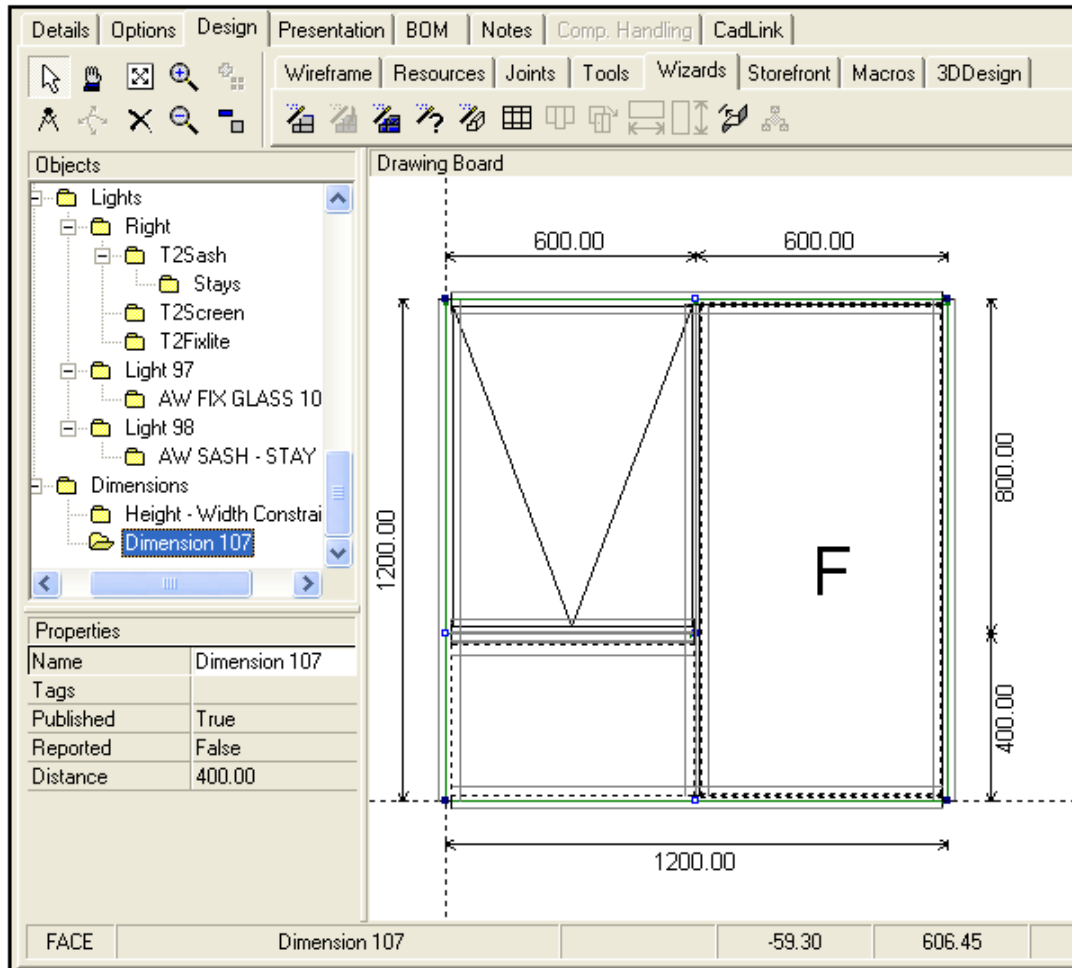 Details Options Design Presentation BOM Notes Comp. Handling CadLink
Wireframe Resources Joints Tools Wizards Storefront Macros 3DDesign
Objects
Lights
Right
T2Sash
Stays
T2Screen
T2Fixlite
Light 97
AW FIX GLASS 10
Light 98
AW SASH - STAY
Dimensions
Height - Width Constrai
Dimension 107
Properties
Name Dimension 107
Tags
Published True
Reported False
Distance 400.00
Drawing Board
600.00 600.00
1200.00
F
800.00
400.00
1200.00
FACE Dimension 107 -59.30 606.45